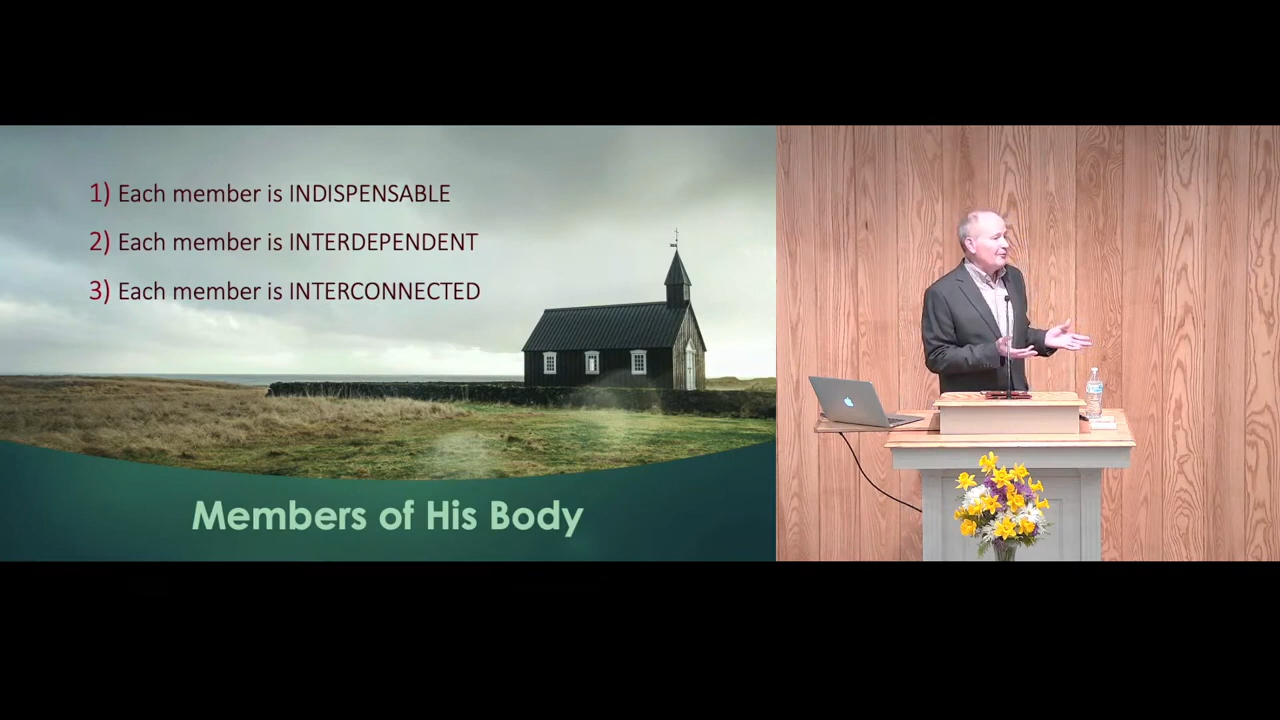 1) Each member is INDISPENSABLE
2) Each member is INTERDEPENDENT
3) Each member is INTERCONNECTED
Members of His Body